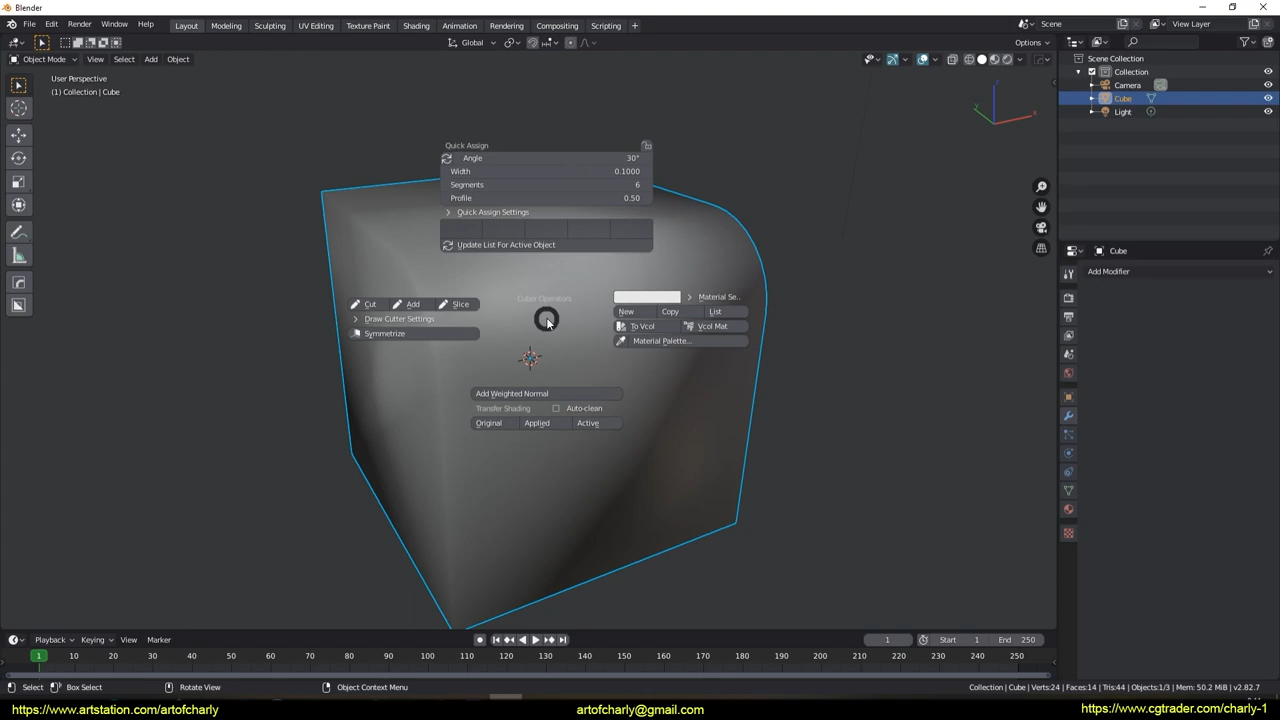 Blender
File Edit Render Window Help Layout Modeling Sculpting UV Editing Texture Paint Shading Animation Rendering Compositing Scripting + Scene View Layer
Global Options
Object Mode View Select Add Object
User Perspective
(1) Collection | Cube
Scene Collection
Collection
Camera
Cube
Light
Z
Y
X
Cube
Add Modifier
Quick Assign
Angle 30°
Width 0.1000
Segments 6
Profile 0.50
Quick Assign Settings
Update List For Active Object
Cut Add Slice
Draw Cutter Settings
Symmetrize
Cuber Operators
Material Se..
New Copy List
To Vcol Vcol Mat
Material Palette...
Add Weighted Normal
Transfer Shading Auto-clean
Original Applied Active
Playback Keying View Marker 1 Start 1 End 250
1 10 20 30 40 50 60 70 80 90 100 110 120 130 140 150 160 170 180 190 200 210 220 230 240 250
Select Box Select Rotate View Object Context Menu Collection | Cube | Verts:24 | Faces:14 | Tris:44 | Objects:1/3 | Mem: 50.2 MiB | v2.82.7
https://www.artstation.com/artofcharly artofcharly@gmail.com https://www.cgtrader.com/charly-1